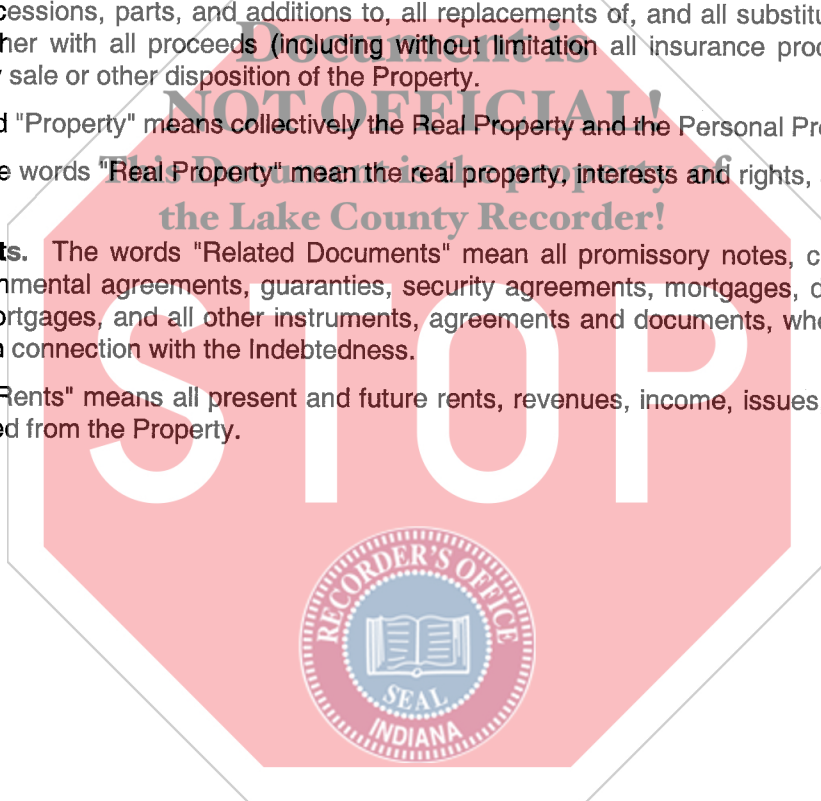 cessions, parts, and additions to, all replacements of, and all substitu
her with all proceeds (including without limitation all insurance proc
Document is
sale or other disposition of the Property.
NOT OFFICIAL!
d "Property" means collectively the Real Property and the Personal Pr
This Document is the property of
e words "Real Property" mean the real property, interests and rights,
the Lake County Recorder!
ts. The words "Related Documents" mean all promissory notes, c
nmental agreements, guaranties, security agreements, mortgages, d
ortgages, and all other instruments, agreements and documents, whe
connection with the Indebtedness.
Rents" means all present and future rents, revenues, income, issues
ed from the Property.
STOP
RECORDER'S OFFICE
SEAL
INDIANA